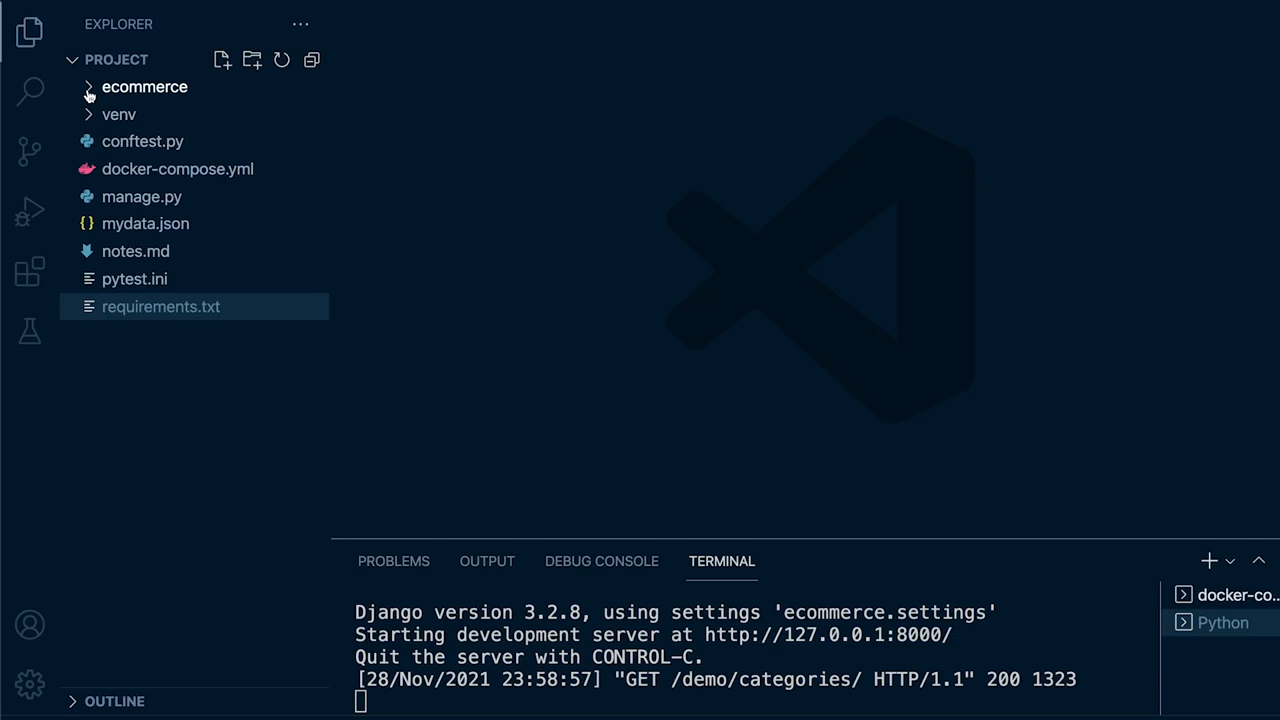 EXPLORER
PROJECT
ecommerce
venv
conftest.py
docker-compose.yml
manage.py
mydata.json
notes.md
pytest.ini
requirements.txt
OUTLINE
PROBLEMS OUTPUT DEBUG CONSOLE TERMINAL
Django version 3.2.8, using settings 'ecommerce.settings'
Starting development server at http://127.0.0.1:8000/
Quit the server with CONTROL-C.
[28/Nov/2021 23:58:57] "GET /demo/categories/ HTTP/1.1" 200 1323
docker-co...
Python